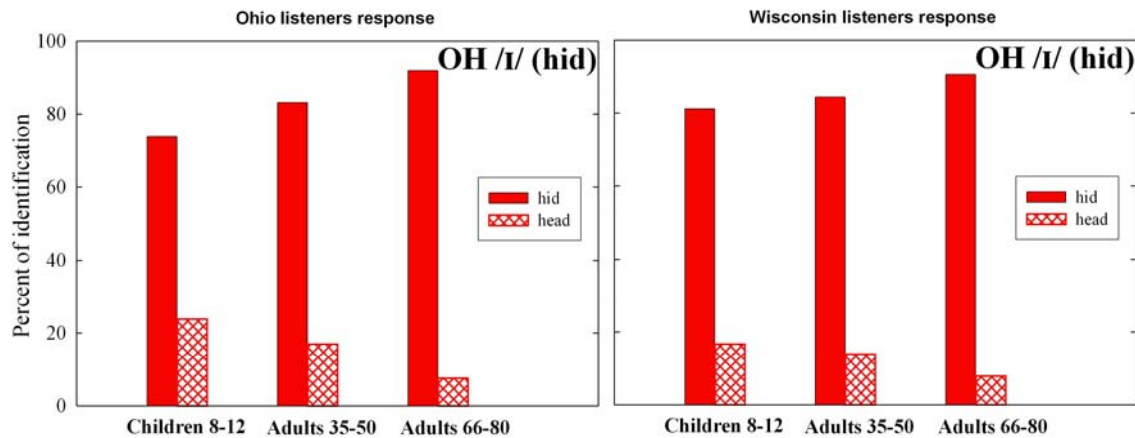 Ohio listeners response
Wisconsin listeners response
OH /ɪ/ (hid)
OH /ɪ/ (hid)
Percent of identification
100
80
60
40
20
0
hid
head
hid
head
Children 8-12 Adults 35-50 Adults 66-80
Children 8-12 Adults 35-50 Adults 66-80